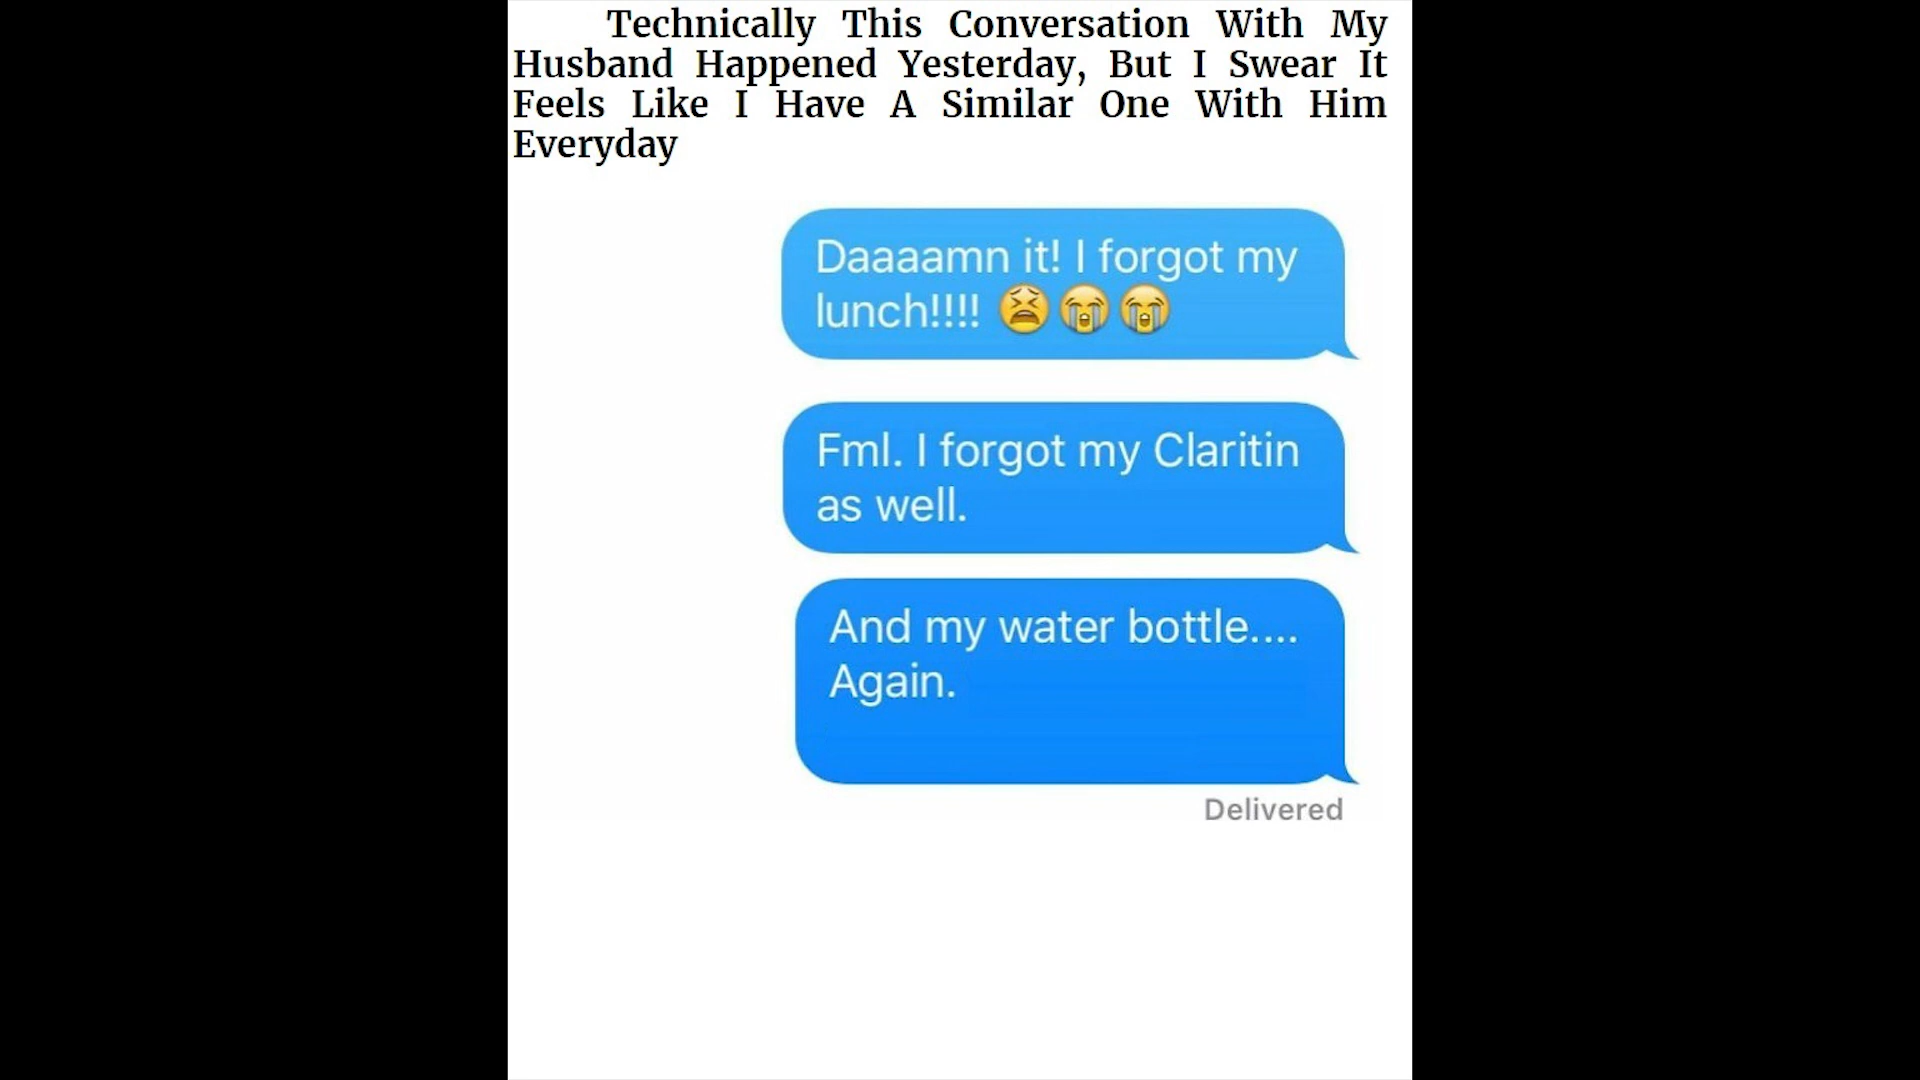 Technically This Conversation With My
Husband Happened Yesterday, But I Swear It
Feels Like I Have A Similar One With Him
Everyday
Daaaamn it! I forgot my
lunch!!!! 😫😭😭
Fml. I forgot my Claritin
as well.
And my water bottle....
Again.
Delivered